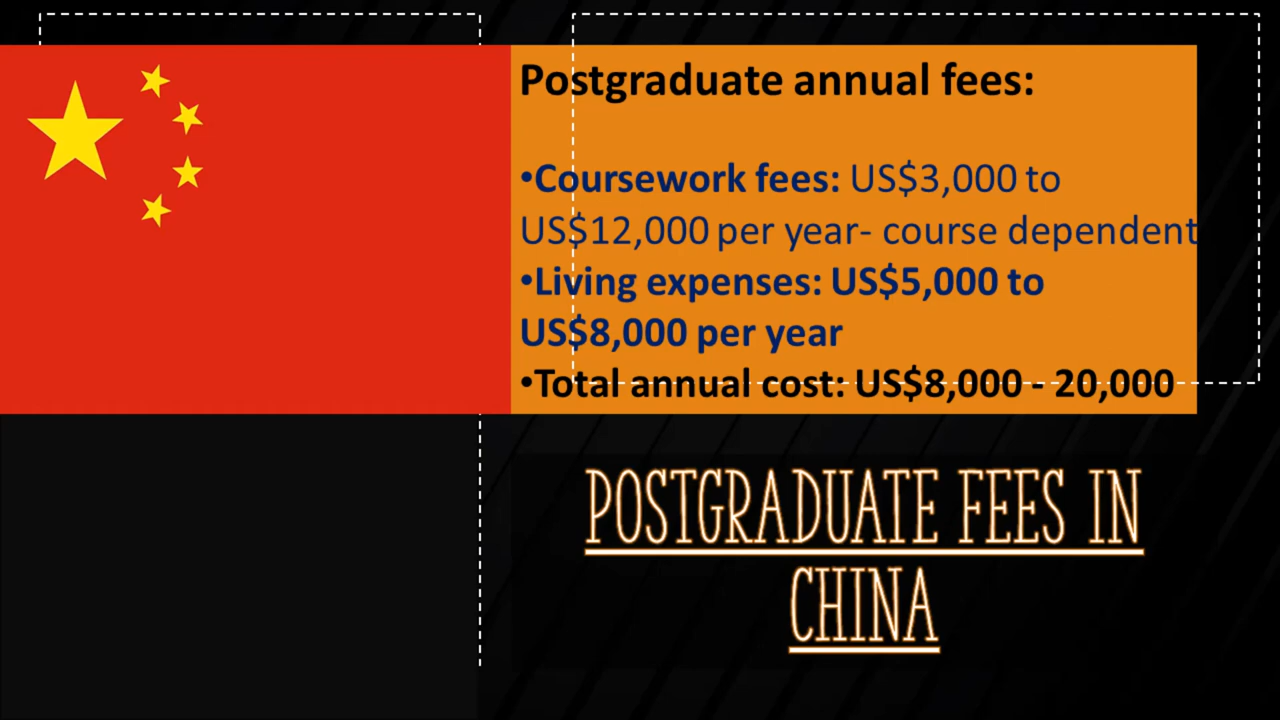 Postgraduate annual fees:
•Coursework fees: US$3,000 to
US$12,000 per year- course dependent
•Living expenses: US$5,000 to
US$8,000 per year
•Total annual cost: US$8,000 - 20,000
POSTGRADUATE FEES IN
CHINA